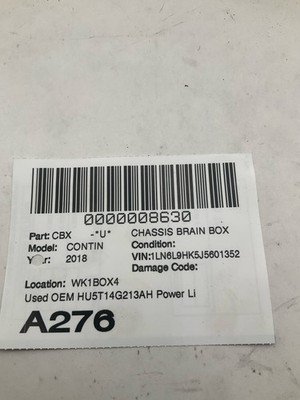 0000008630
Part: CBX -*U* CHASSIS BRAIN BOX
Model: CONTIN Condition:
Year: 2018 VIN:1LN6L9HK5J5601352
Damage Code:
Location: WK1BOX4
Used OEM HU5T14G213AH Power Li
A276